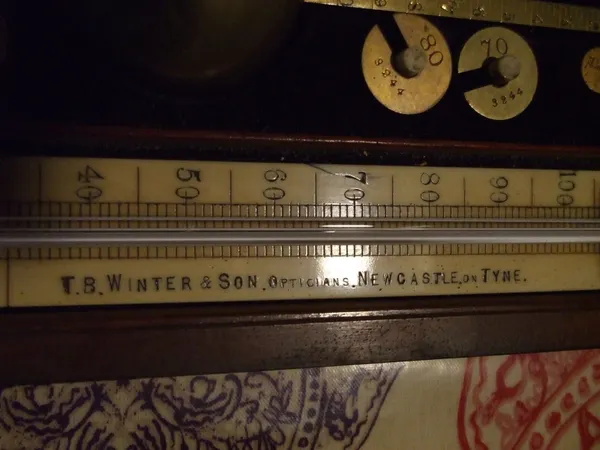 80
3844
70
3844
40 50 60 70 80 90 100
T.B. WINTER & SON. OPTICIANS. NEWCASTLE, ON TYNE.